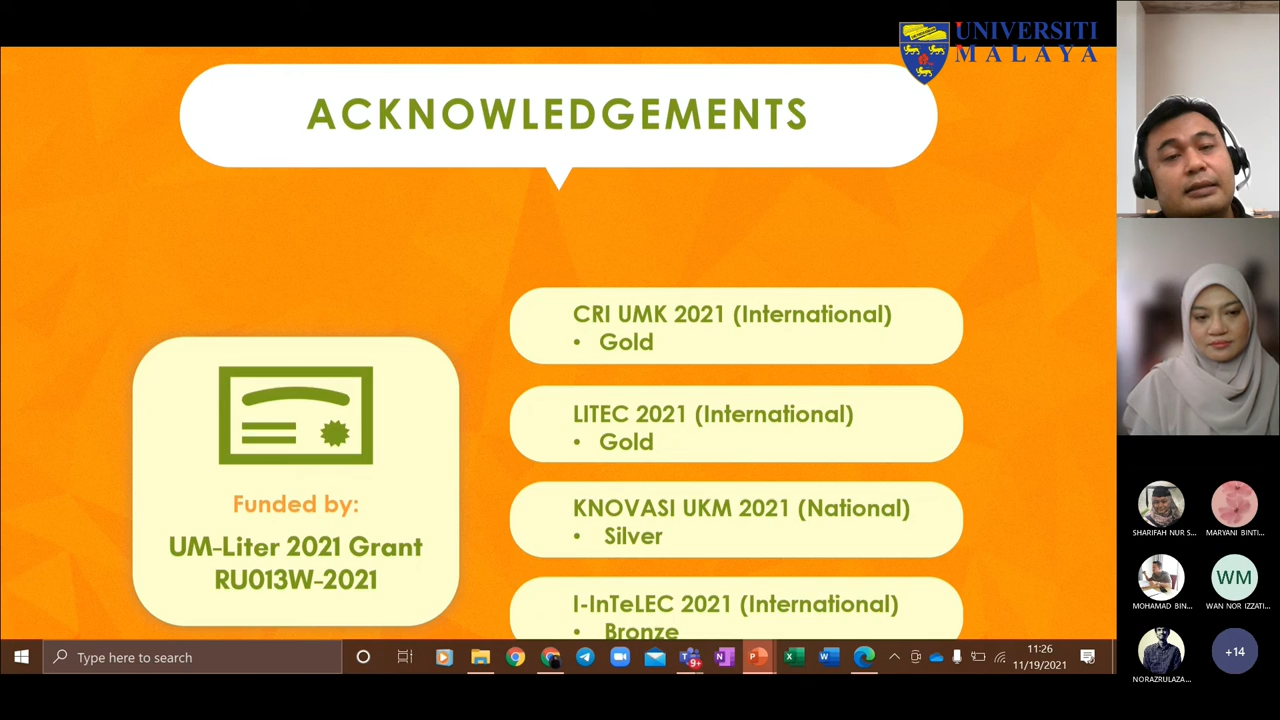 UNIVERSITI
MALAYA
ACKNOWLEDGEMENTS
CRI UMK 2021 (International)
• Gold
LITEC 2021 (International)
• Gold
KNOVASI UKM 2021 (National)
• Silver
I-InTeLEC 2021 (International)
• Bronze
Funded by:
UM-Liter 2021 Grant
RU013W-2021
SHARIFAH NUR S...
MARYANI BINTI...
WM
MOHAMAD BIN...
WAN NOR IZZATI...
NORAZRULAZA...
+14
Type here to search
9+
11:26
11/19/2021